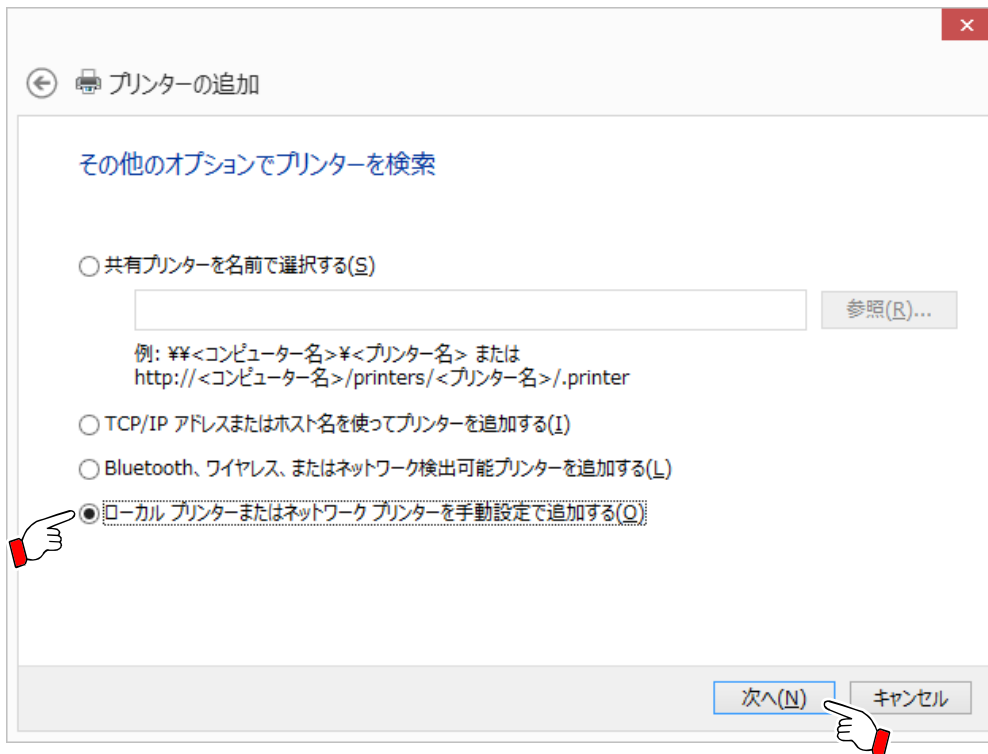 プリンターの追加
その他のオプションでプリンターを検索
共有プリンターを名前で選択する(S)
参照(R)...
例: ¥¥<コンピューター名>¥<プリンター名> または
http://<コンピューター名>/printers/<プリンター名>/.printer
TCP/IP アドレスまたはホスト名を使ってプリンターを追加する(I)
Bluetooth、ワイヤレス、またはネットワーク検出可能プリンターを追加する(L)
ローカル プリンターまたはネットワーク プリンターを手動設定で追加する(O)
次へ(N)
キャンセル